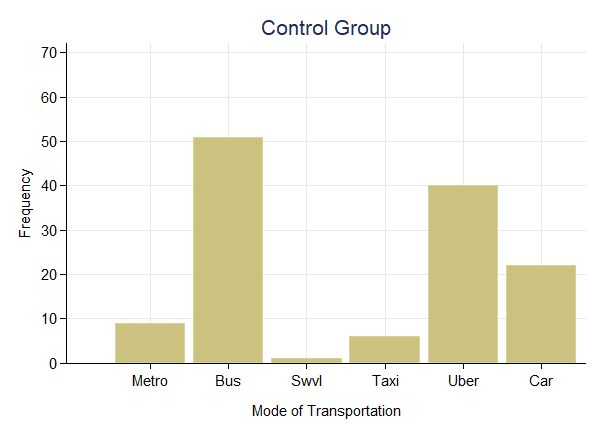 Control Group
70
60
50
40
30
20
10
0
Frequency
Metro Bus Swvl Taxi Uber Car
Mode of Transportation